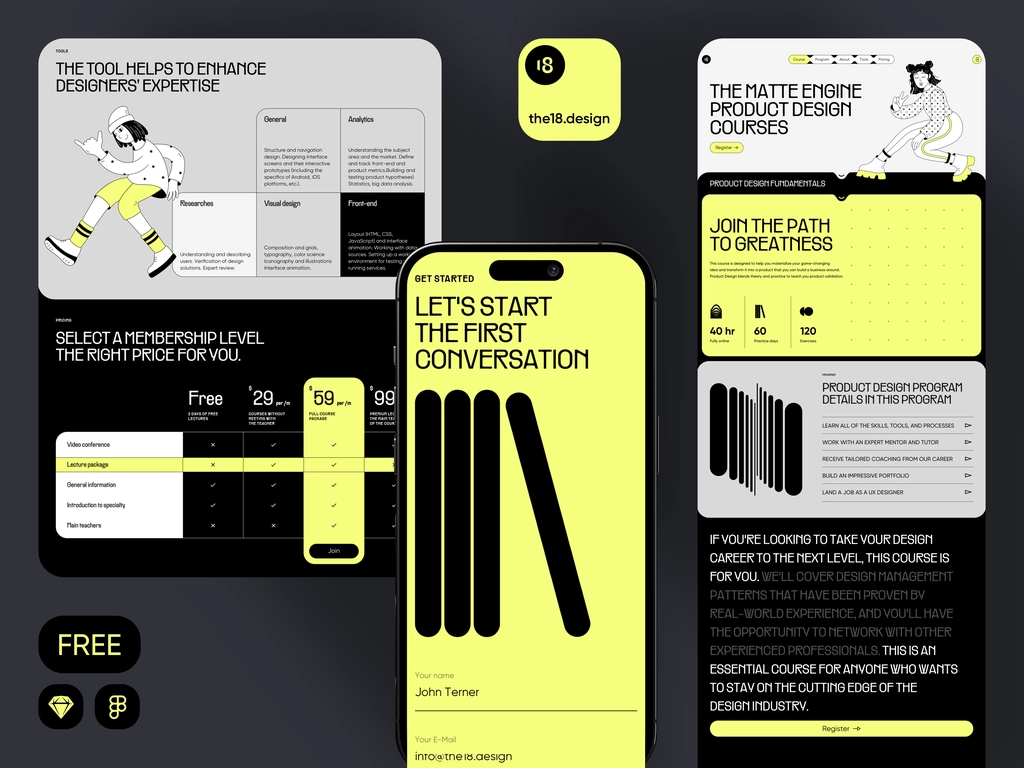 TOOLS
THE TOOL HELPS TO ENHANCE
DESIGNERS' EXPERTISE
General
Structure and navigation
design. Designing interface
screens and their interactive
prototypes (including the
specifics of Android, iOS
platforms, etc.).
Analytics
Understanding the subject
area and the market. Define
and track front-end and
product metrics.Building and
testing product hypotheses)
Statistics, big data analysis.
Researches
Understanding and describing
users. Verification of design
solutions. Expert review.
Visual design
Composition and grids,
typography, color science
Iconography and illustrations
Interface animation.
Front-end
Layout (HTML, CSS,
JavaScript) and interface
animation. Working with data
sources. Setting up a work
environment for testing
running services.
PRICING
SELECT A MEMBERSHIP LEVEL
THE RIGHT PRICE FOR YOU.
Free
2 DAYS OF FREE
LECTURES
$29 per/m
COURSES WITHOUT
MEETING WITH
THE TEACHER
$59 per/m
FULL COURSE
PACKAGE
$99
PREMIUM
THE MAIN
OF THE
Video conference
Lecture package
General information
Introduction to specialty
Main teachers
Join
FREE
18
the18.design
GET STARTED
LET'S START
THE FIRST
CONVERSATION
Your name
John Terner
Your E-Mail
info@the18.design
Course
Program
About
Tools
Pricing
THE MATTE ENGINE
PRODUCT DESIGN
COURSES
Register
PRODUCT DESIGN FUNDAMENTALS
JOIN THE PATH
TO GREATNESS
This course is designed to help you materialize your game-changing
idea and transform it into a product that you can build a business around.
Product Design blends theory and practice to teach you product validation.
40 hr
Fully online
60
Practice days
120
Exercises
PROGRAM
PRODUCT DESIGN PROGRAM
DETAILS IN THIS PROGRAM
LEARN ALL OF THE SKILLS, TOOLS, AND PROCESSES
WORK WITH AN EXPERT MENTOR AND TUTOR
RECEIVE TAILORED COACHING FROM OUR CAREER
BUILD AN IMPRESSIVE PORTFOLIO
LAND A JOB AS A UX DESIGNER
IF YOU'RE LOOKING TO TAKE YOUR DESIGN
CAREER TO THE NEXT LEVEL, THIS COURSE IS
FOR YOU. WE'LL COVER DESIGN MANAGEMENT
PATTERNS THAT HAVE BEEN PROVEN BY
REAL-WORLD EXPERIENCE, AND YOU'LL HAVE
THE OPPORTUNITY TO NETWORK WITH OTHER
EXPERIENCED PROFESSIONALS. THIS IS AN
ESSENTIAL COURSE FOR ANYONE WHO WANTS
TO STAY ON THE CUTTING EDGE OF THE
DESIGN INDUSTRY.
Register